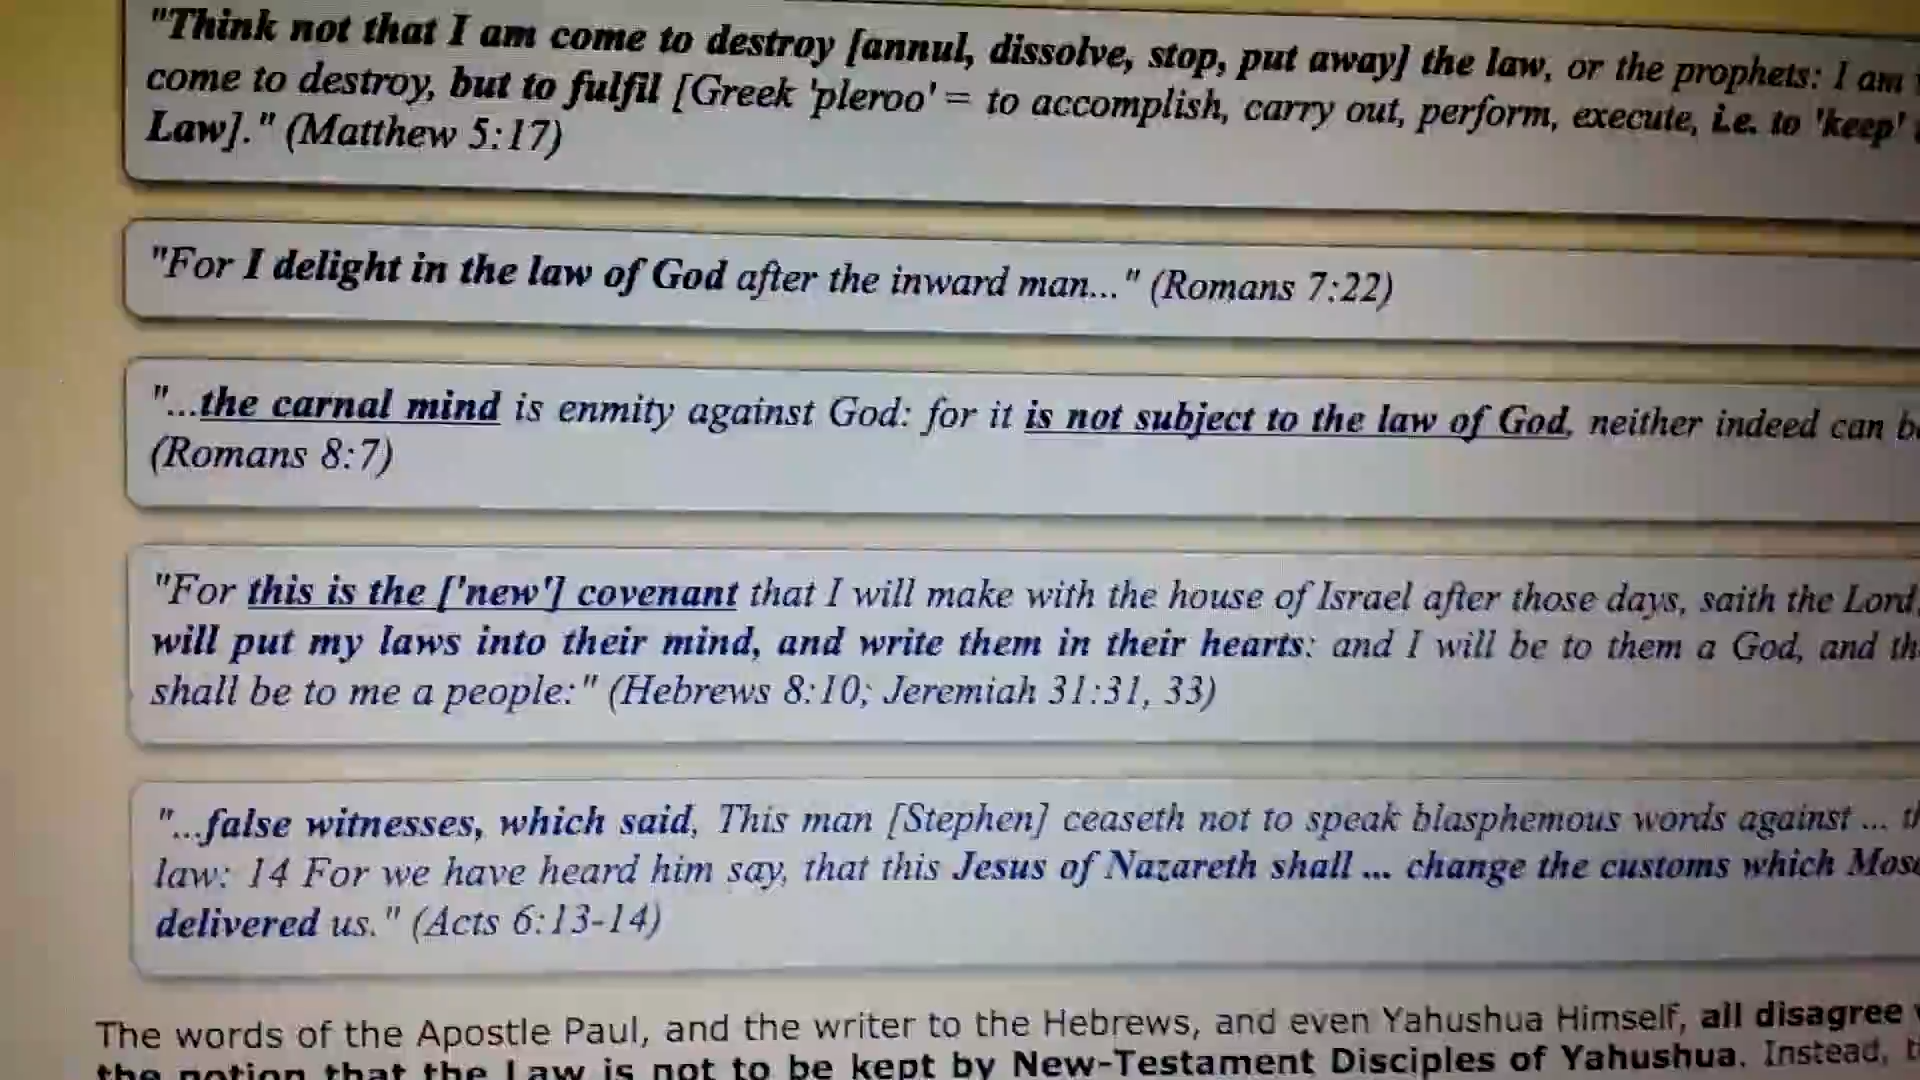 "Think not that I am come to destroy [annul, dissolve, stop, put away] the law, or the prophets: I am
come to destroy, but to fulfil [Greek 'pleroo' = to accomplish, carry out, perform, execute, i.e. to 'keep'
Law]." (Matthew 5:17)
"For I delight in the law of God after the inward man..." (Romans 7:22)
"...the carnal mind is enmity against God: for it is not subject to the law of God, neither indeed can
(Romans 8:7)
"For this is the ['new'] covenant that I will make with the house of Israel after those days, saith the Lord,
will put my laws into their mind, and write them in their hearts: and I will be to them a God, and
shall be to me a people:" (Hebrews 8:10; Jeremiah 31:31, 33)
"...false witnesses, which said, This man [Stephen] ceaseth not to speak blasphemous words against ...
law: 14 For we have heard him say, that this Jesus of Nazareth shall ... change the customs which
delivered us." (Acts 6:13-14)
The words of the Apostle Paul, and the writer to the Hebrews, and even Yahushua Himself, all disagree
the notion that the Law is not to be kept by New-Testament Disciples of Yahushua. Instead,